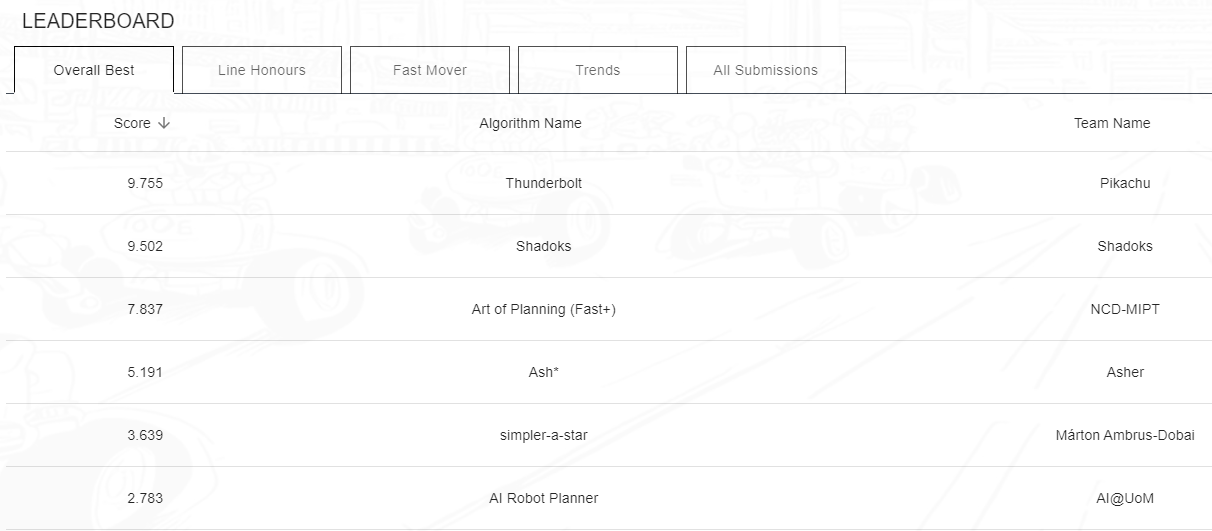 LEADERBOARD
Overall Best Line Honours Fast Mover Trends All Submissions
Score ↓ Algorithm Name Team Name
9.755 Thunderbolt Pikachu
9.502 Shadoks Shadoks
7.837 Art of Planning (Fast+) NCD-MIPT
5.191 Ash* Asher
3.639 simpler-a-star Márton Ambrus-Dobai
2.783 AI Robot Planner AI@UoM